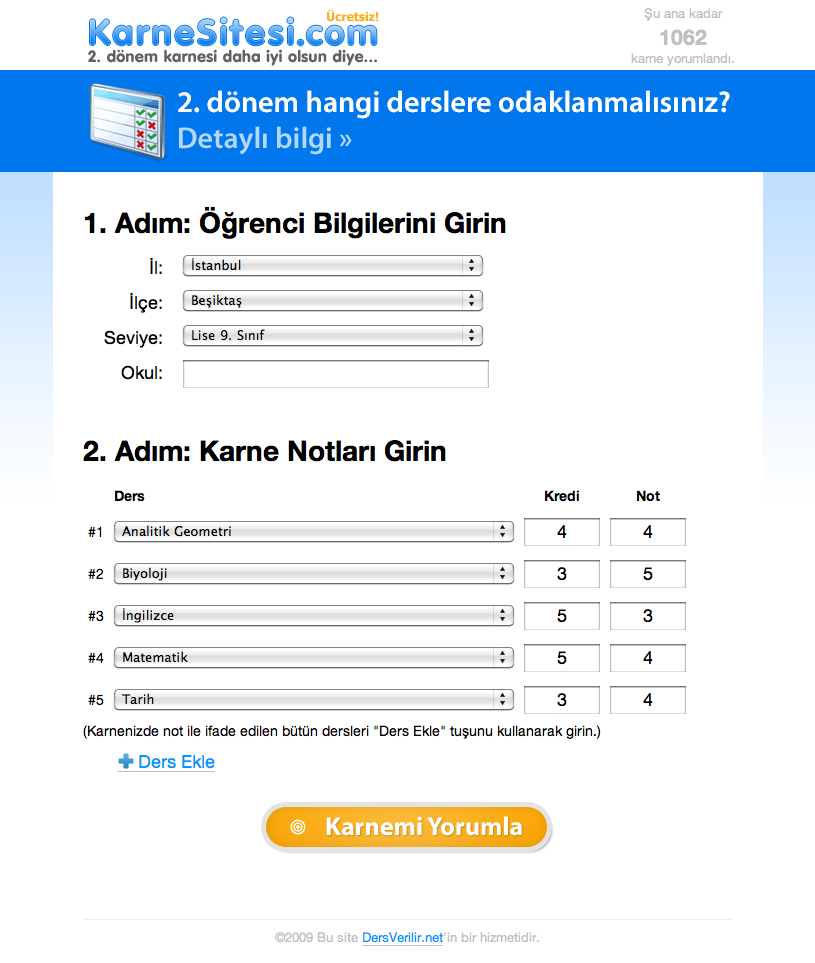 Ücretsiz!
KarneSitesi.com
2. dönem karnesi daha iyi olsun diye...
Şu ana kadar
1062
karne yorumlandı.
2. dönem hangi derslere odaklanmalısınız?
Detaylı bilgi »
1. Adım: Öğrenci Bilgilerini Girin
İl: İstanbul
İlçe: Beşiktaş
Seviye: Lise 9. Sınıf
Okul:
2. Adım: Karne Notları Girin
Ders Kredi Not
#1 Analitik Geometri 4 4
#2 Biyoloji 3 5
#3 İngilizce 5 3
#4 Matematik 5 4
#5 Tarih 3 4
(Karnenizde not ile ifade edilen bütün dersleri "Ders Ekle" tuşunu kullanarak girin.)
Ders Ekle
Karnemi Yorumla
©2009 Bu site DersVerilir.net'in bir hizmetidir.